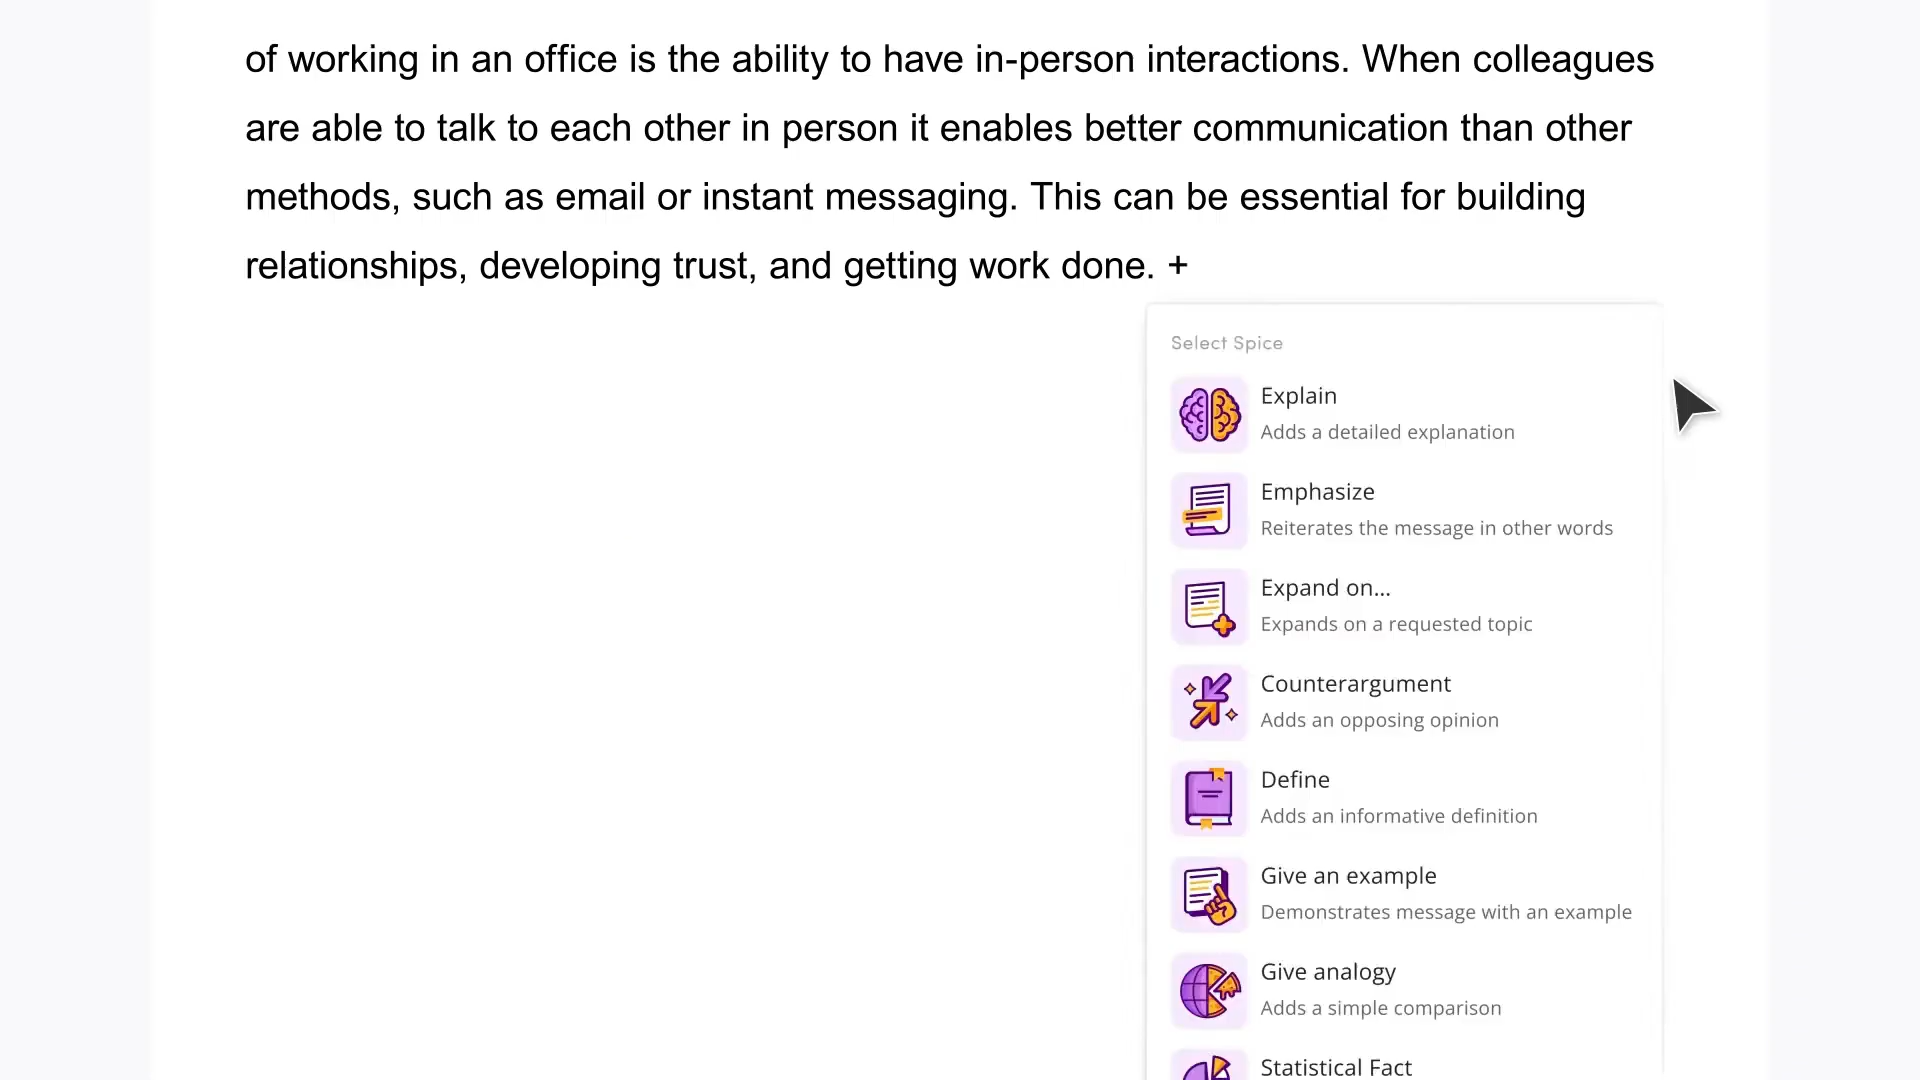 of working in an office is the ability to have in-person interactions. When colleagues
are able to talk to each other in person it enables better communication than other
methods, such as email or instant messaging. This can be essential for building
relationships, developing trust, and getting work done. +
Select Spice
Explain
Adds a detailed explanation
Emphasize
Reiterates the message in other words
Expand on...
Expands on a requested topic
Counterargument
Adds an opposing opinion
Define
Adds an informative definition
Give an example
Demonstrates message with an example
Give analogy
Adds a simple comparison
Statistical Fact